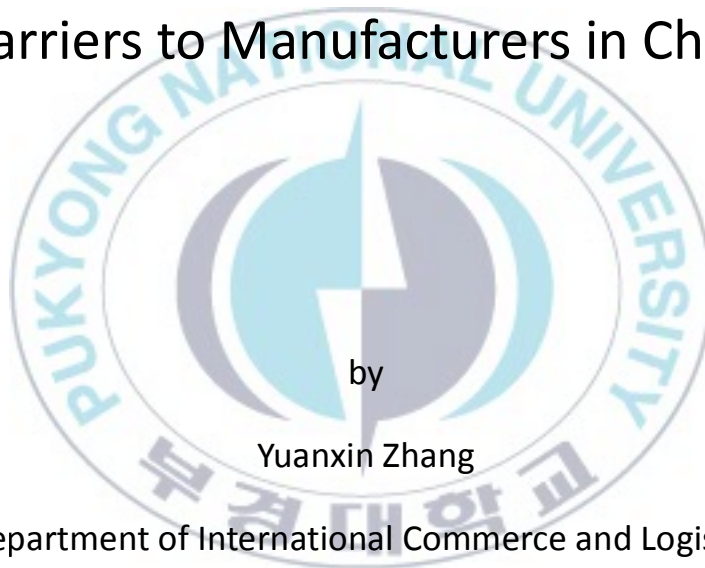 arriers to Manufacturers in Ch
PUKYONG NATIONAL UNIVERSITY
by
Yuanxin Zhang
부경대학교
epartment of International Commerce and Logis